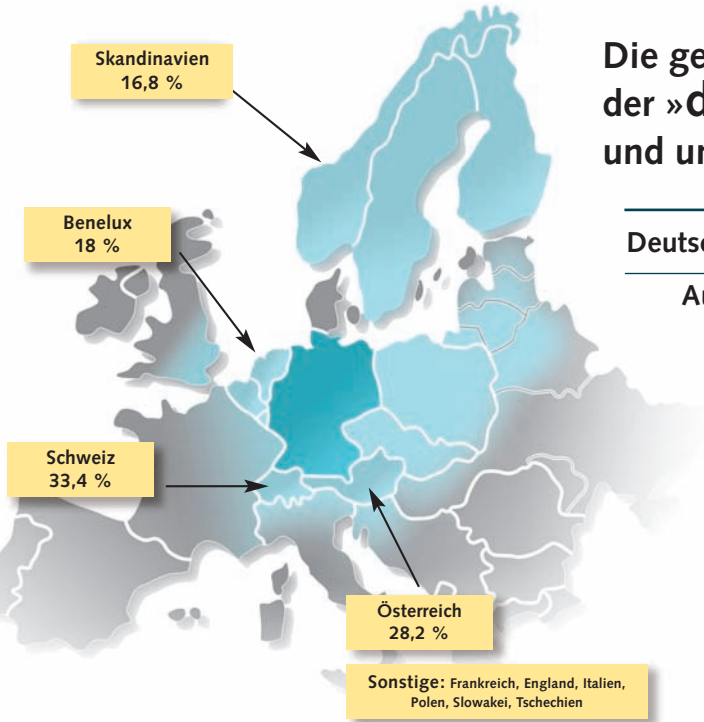 Skandinavien
16,8 %
Die ge
der »d
und un
Benelux
18 %
Deutsc
Au
Schweiz
33,4 %
Österreich
28,2 %
Sonstige: Frankreich, England, Italien,
Polen, Slowakei, Tschechien